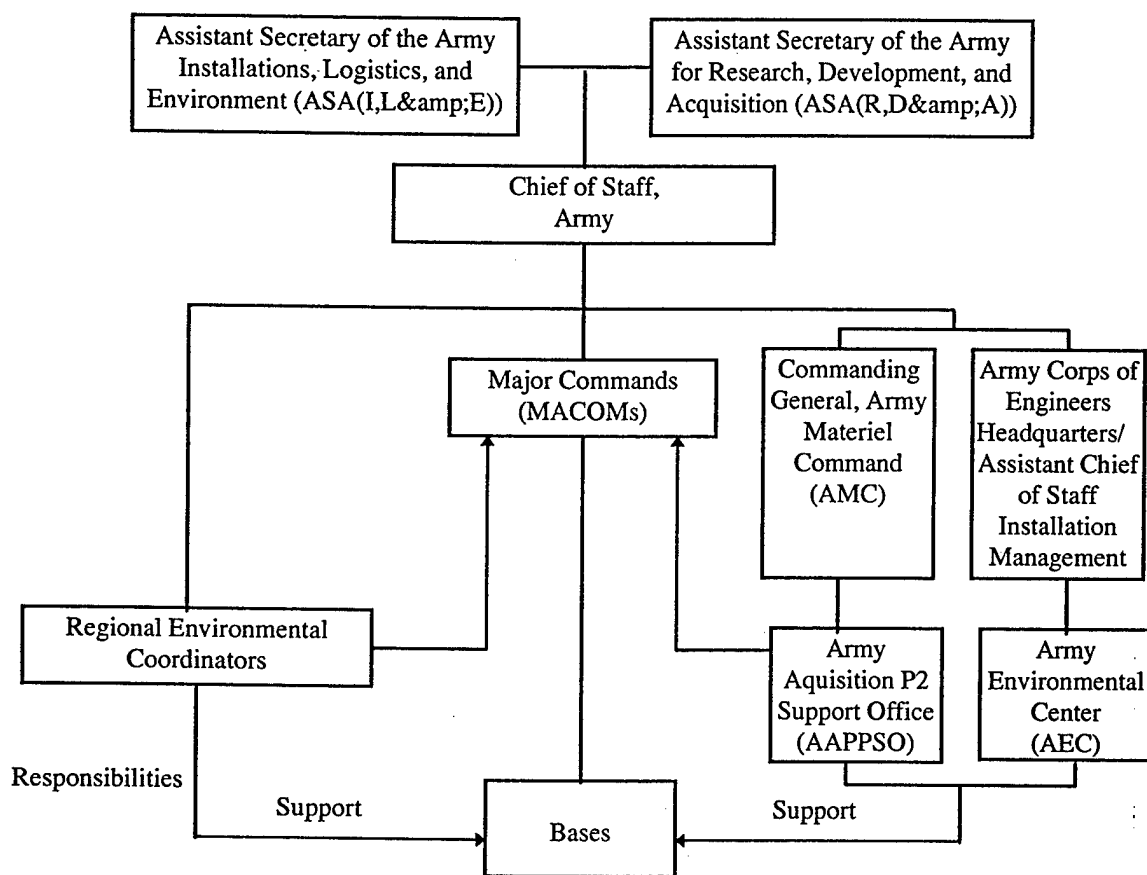 Assistant Secretary of the Army
Installations, Logistics, and
Environment (ASA(I,L&amp;E))
Assistant Secretary of the Army
for Research, Development, and
Acquisition (ASA(R,D&amp;A))
Chief of Staff,
Army
Major Commands
(MACOMs)
Commanding
General, Army
Materiel
Command
(AMC)
Army Corps of
Engineers
Headquarters/
Assistant Chief
of Staff
Installation
Management
Regional Environmental
Coordinators
Army
Aquisition P2
Support Office
(AAPPSO)
Army
Environmental
Center
(AEC)
Responsibilities
Support
Bases
Support